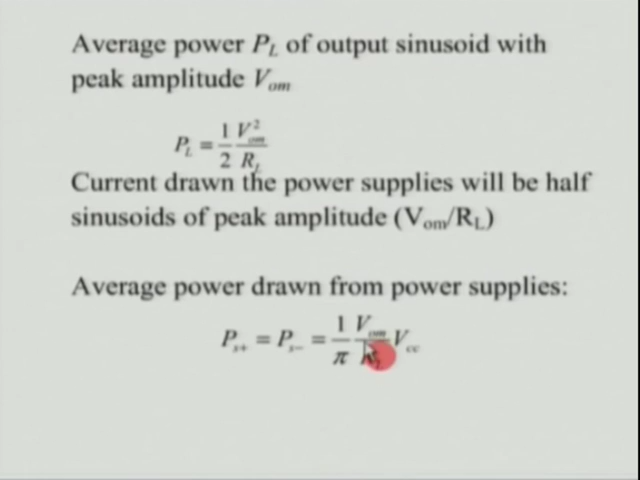 Average power P_L of output sinusoid with
peak amplitude V_om
P_L = 1/2 V_om^2/R_L
Current drawn the power supplies will be half
sinusoids of peak amplitude (V_om/R_L)
Average power drawn from power supplies:
P_s+ = P_s- = 1/π V_om/R_L V_cc